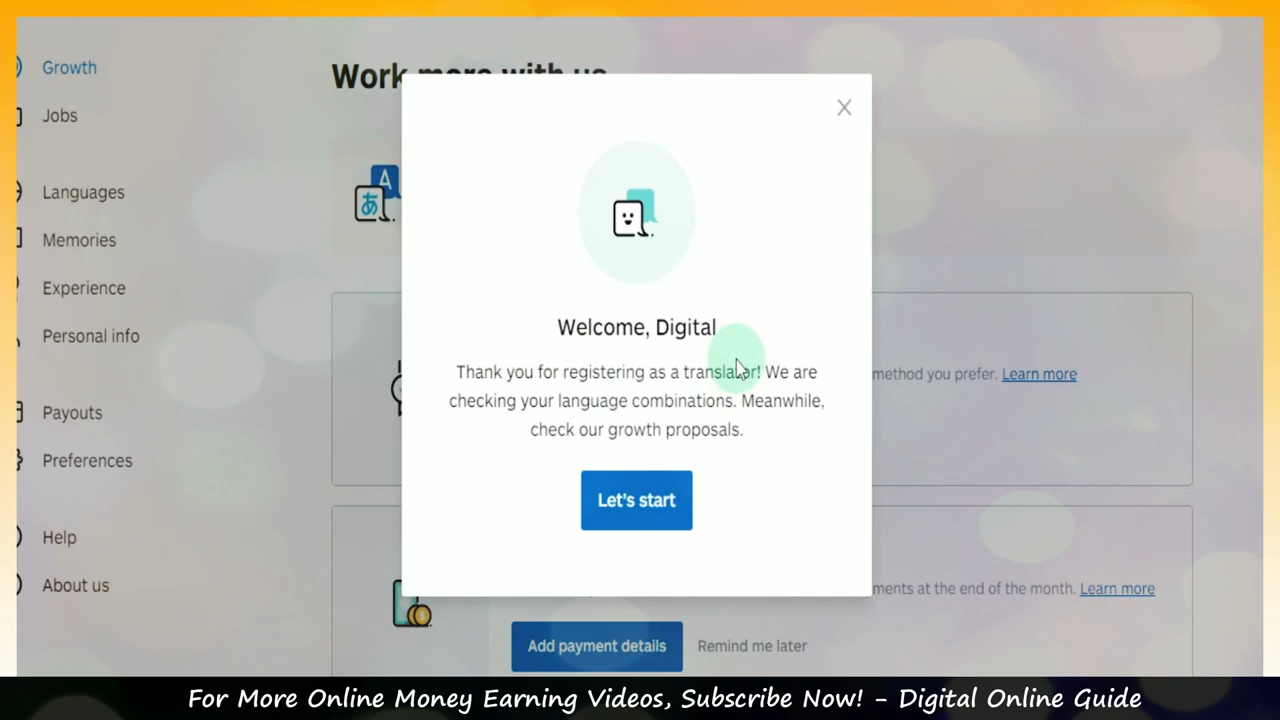 Growth
Jobs
Languages
Memories
Experience
Personal info
Payouts
Preferences
Help
About us
Work more with us
A
あ
Welcome, Digital
Thank you for registering as a translator! We are
checking your language combinations. Meanwhile,
check our growth proposals.
Let's start
method you prefer. Learn more
ments at the end of the month. Learn more
Add payment details
Remind me later
For More Online Money Earning Videos, Subscribe Now! - Digital Online Guide